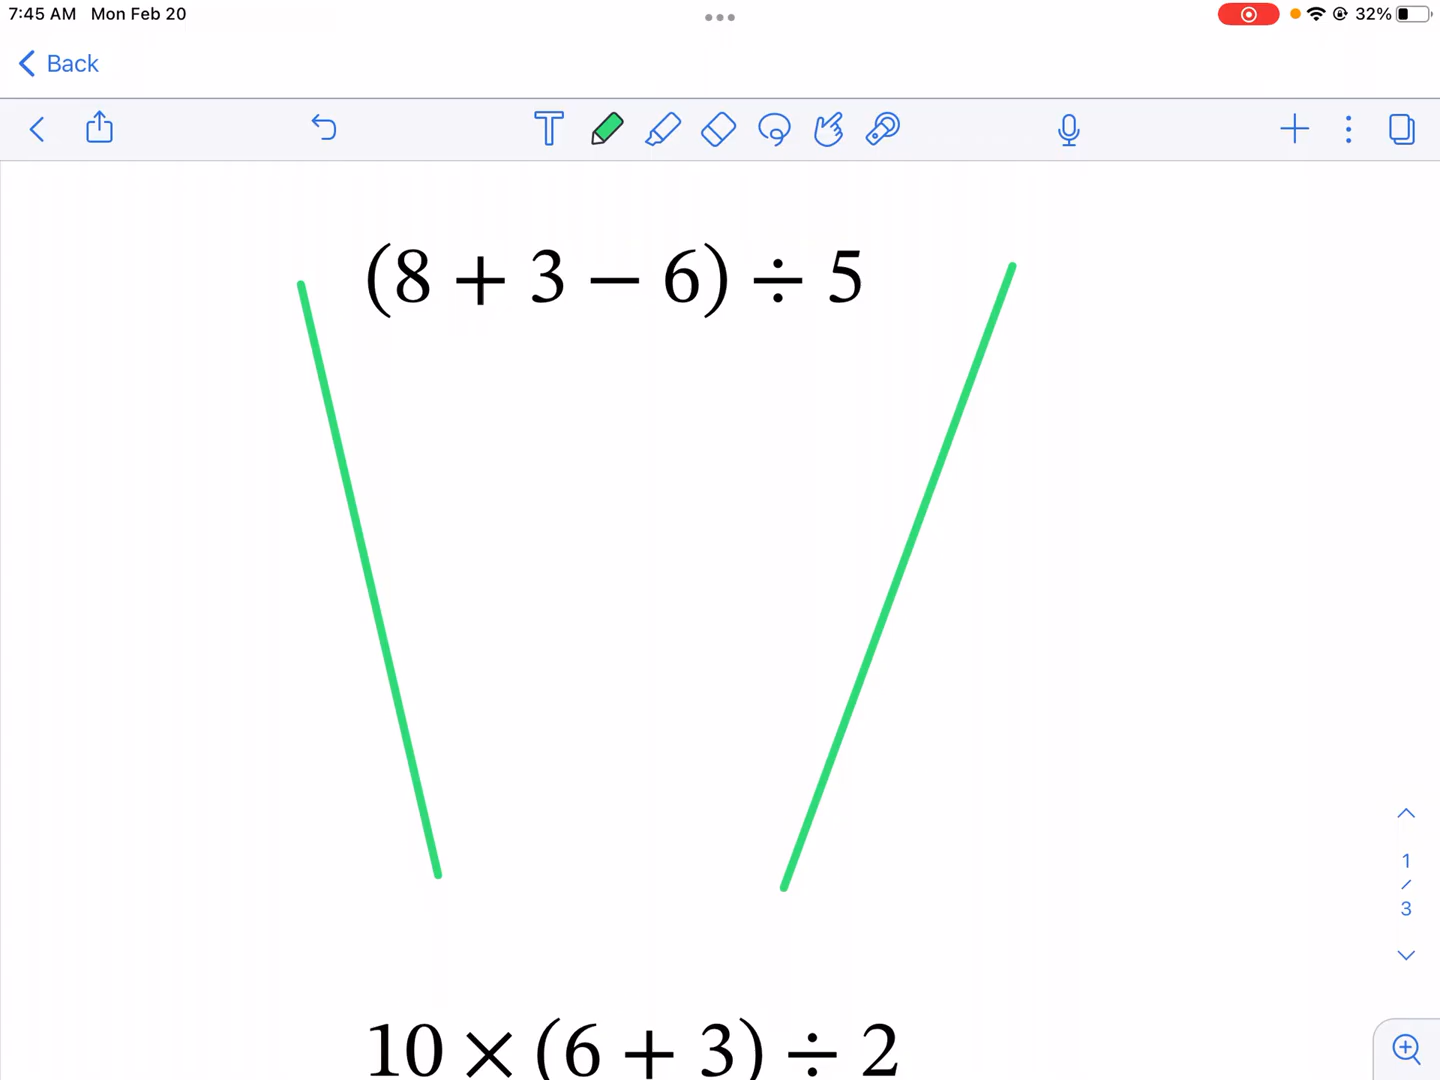 7:45 AM Mon Feb 20
32%
Back
T
(8 + 3 − 6) ÷ 5
1
/
3
10 × (6 + 3) ÷ 2